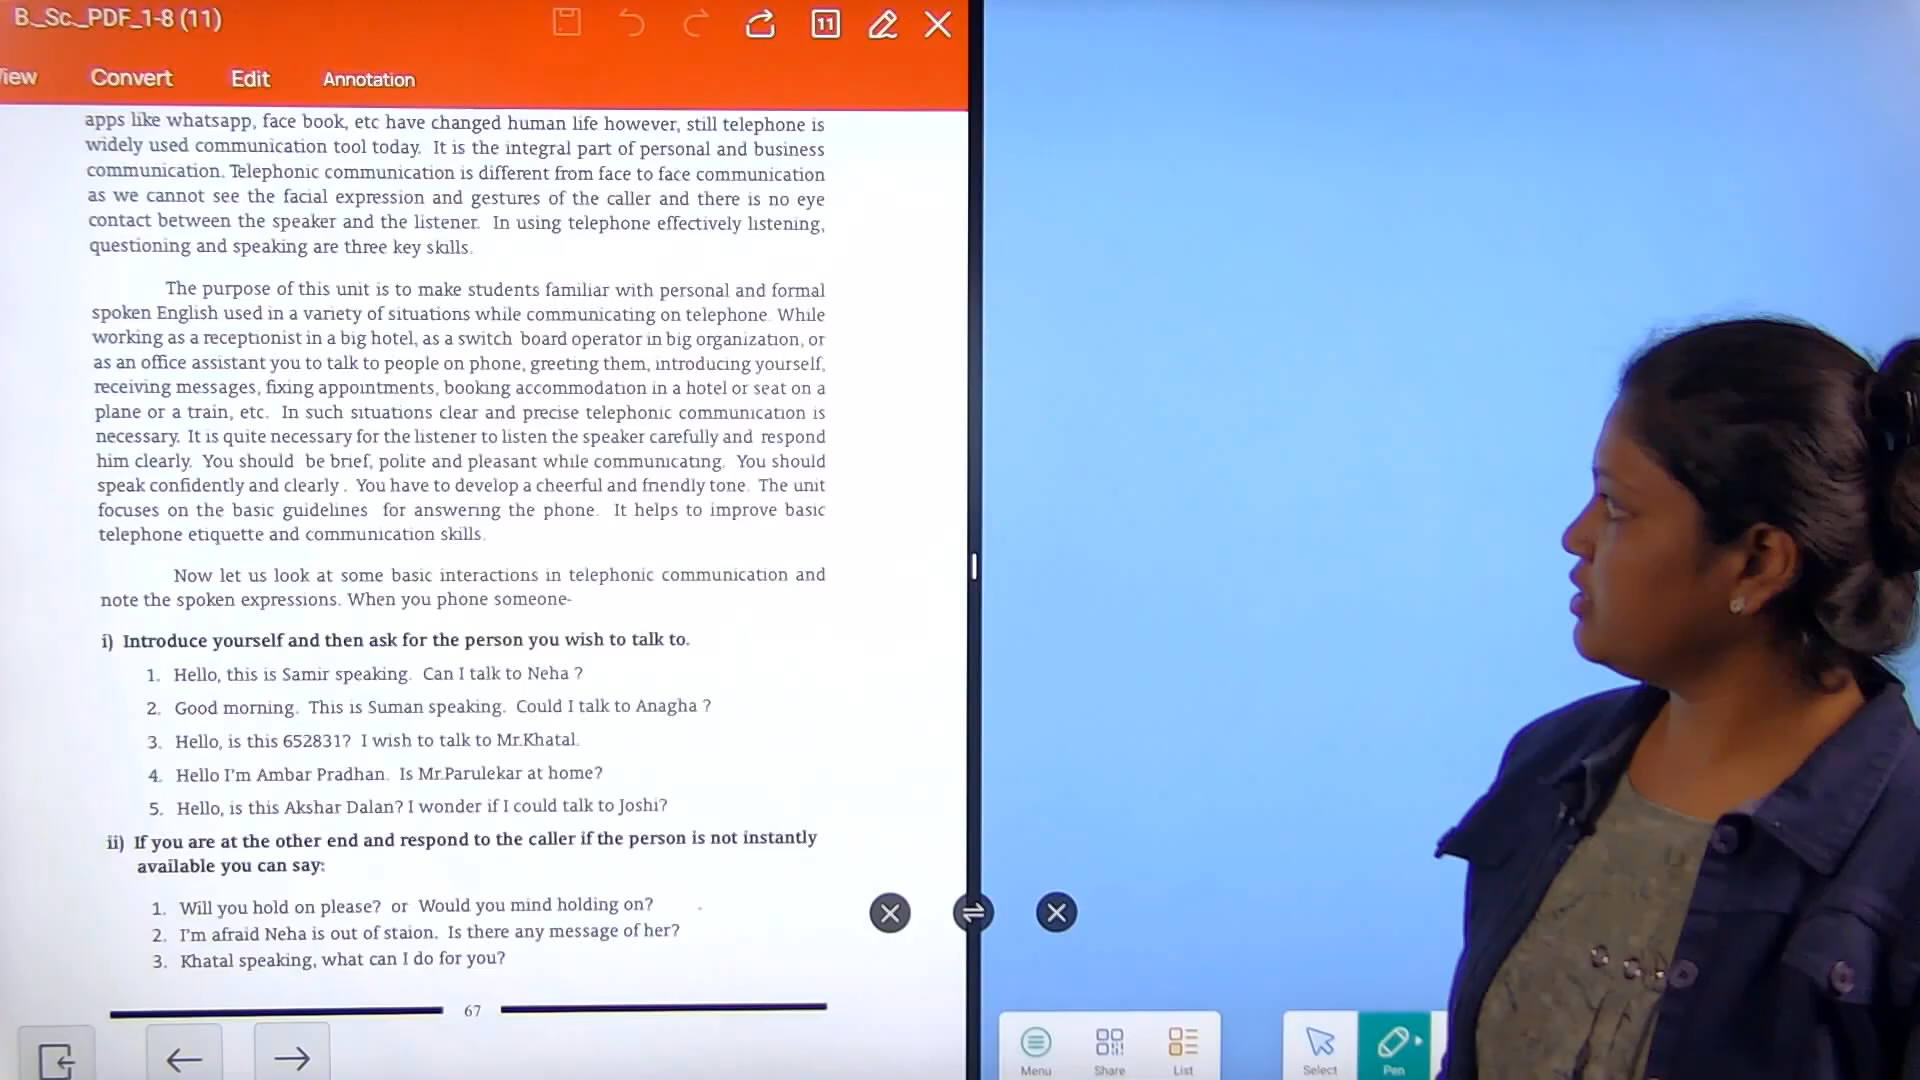 B._Sc._PDF_1-8 (11)
11
View Convert Edit Annotation
apps like whatsapp, face book, etc have changed human life however, still telephone is
widely used communication tool today. It is the integral part of personal and business
communication. Telephonic communication is different from face to face communication
as we cannot see the facial expression and gestures of the caller and there is no eye
contact between the speaker and the listener. In using telephone effectively listening,
questioning and speaking are three key skills.
The purpose of this unit is to make students familiar with personal and formal
spoken English used in a variety of situations while communicating on telephone. While
working as a receptionist in a big hotel, as a switch board operator in big organization, or
as an office assistant you to talk to people on phone, greeting them, introducing yourself,
receiving messages, fixing appointments, booking accommodation in a hotel or seat on a
plane or a train, etc. In such situations clear and precise telephonic communication is
necessary. It is quite necessary for the listener to listen the speaker carefully and respond
him clearly. You should be brief, polite and pleasant while communicating. You should
speak confidently and clearly . You have to develop a cheerful and friendly tone. The unit
focuses on the basic guidelines for answering the phone. It helps to improve basic
telephone etiquette and communication skills.
Now let us look at some basic interactions in telephonic communication and
note the spoken expressions. When you phone someone-
i) Introduce yourself and then ask for the person you wish to talk to.
1. Hello, this is Samir speaking. Can I talk to Neha ?
2. Good morning. This is Suman speaking. Could I talk to Anagha ?
3. Hello, is this 652831? I wish to talk to Mr.Khatal.
4. Hello I'm Ambar Pradhan. Is Mr.Parulekar at home?
5. Hello, is this Akshar Dalan? I wonder if I could talk to Joshi?
ii) If you are at the other end and respond to the caller if the person is not instantly
available you can say:
1. Will you hold on please? or Would you mind holding on?
2. I'm afraid Neha is out of staion. Is there any message of her?
3. Khatal speaking, what can I do for you?
67
Menu Share List Select Pen